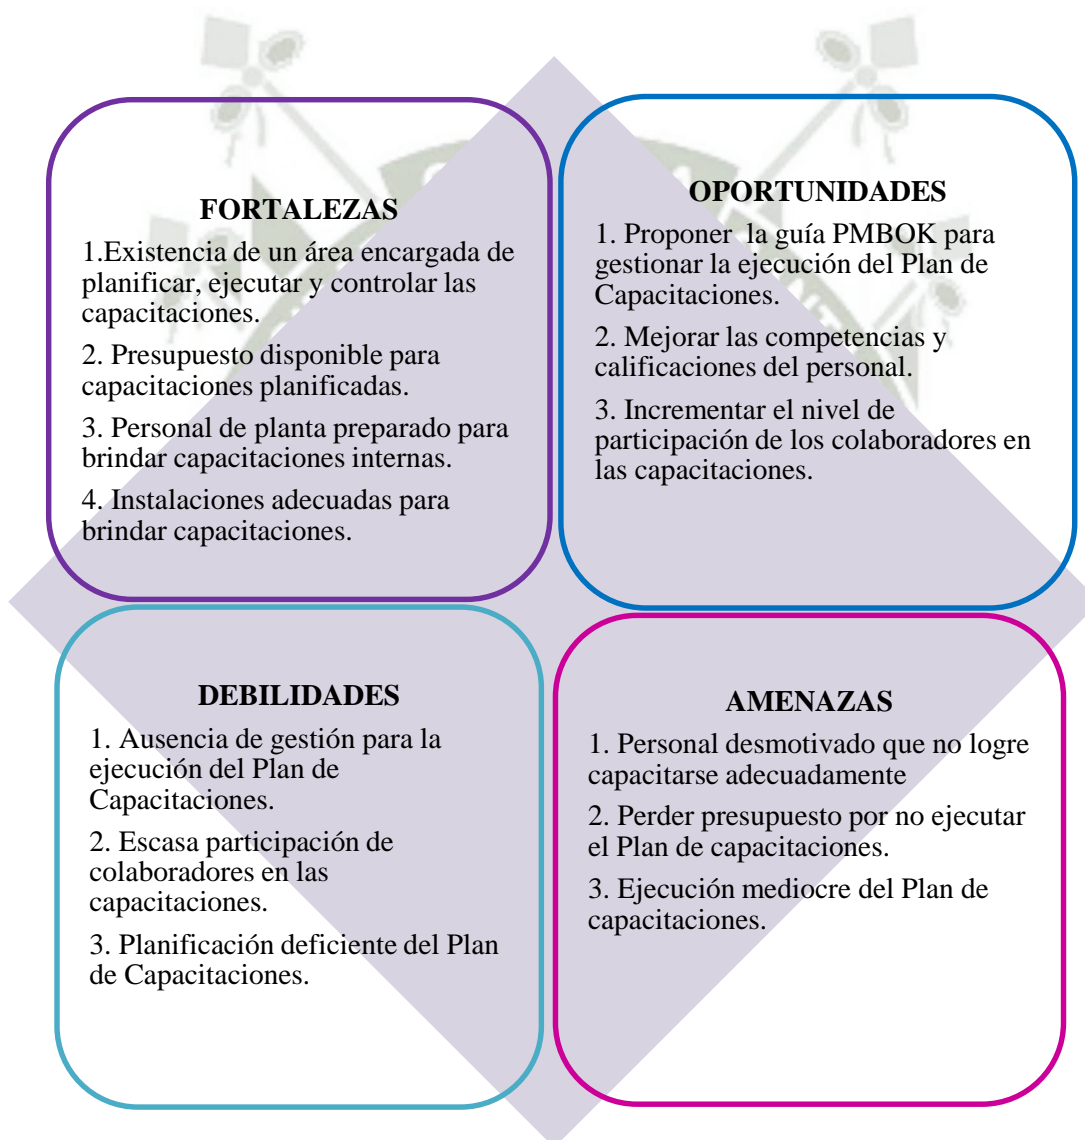 FORTALEZAS
1.Existencia de un área encargada de
planificar, ejecutar y controlar las
capacitaciones.
2. Presupuesto disponible para
capacitaciones planificadas.
3. Personal de planta preparado para
brindar capacitaciones internas.
4. Instalaciones adecuadas para
brindar capacitaciones.
OPORTUNIDADES
1. Proponer la guía PMBOK para
gestionar la ejecución del Plan de
Capacitaciones.
2. Mejorar las competencias y
calificaciones del personal.
3. Incrementar el nivel de
participación de los colaboradores en
las capacitaciones.
DEBILIDADES
1. Ausencia de gestión para la
ejecución del Plan de
Capacitaciones.
2. Escasa participación de
colaboradores en las
capacitaciones.
3. Planificación deficiente del Plan
de Capacitaciones.
AMENAZAS
1. Personal desmotivado que no logre
capacitarse adecuadamente
2. Perder presupuesto por no ejecutar
el Plan de capacitaciones.
3. Ejecución mediocre del Plan de
capacitaciones.